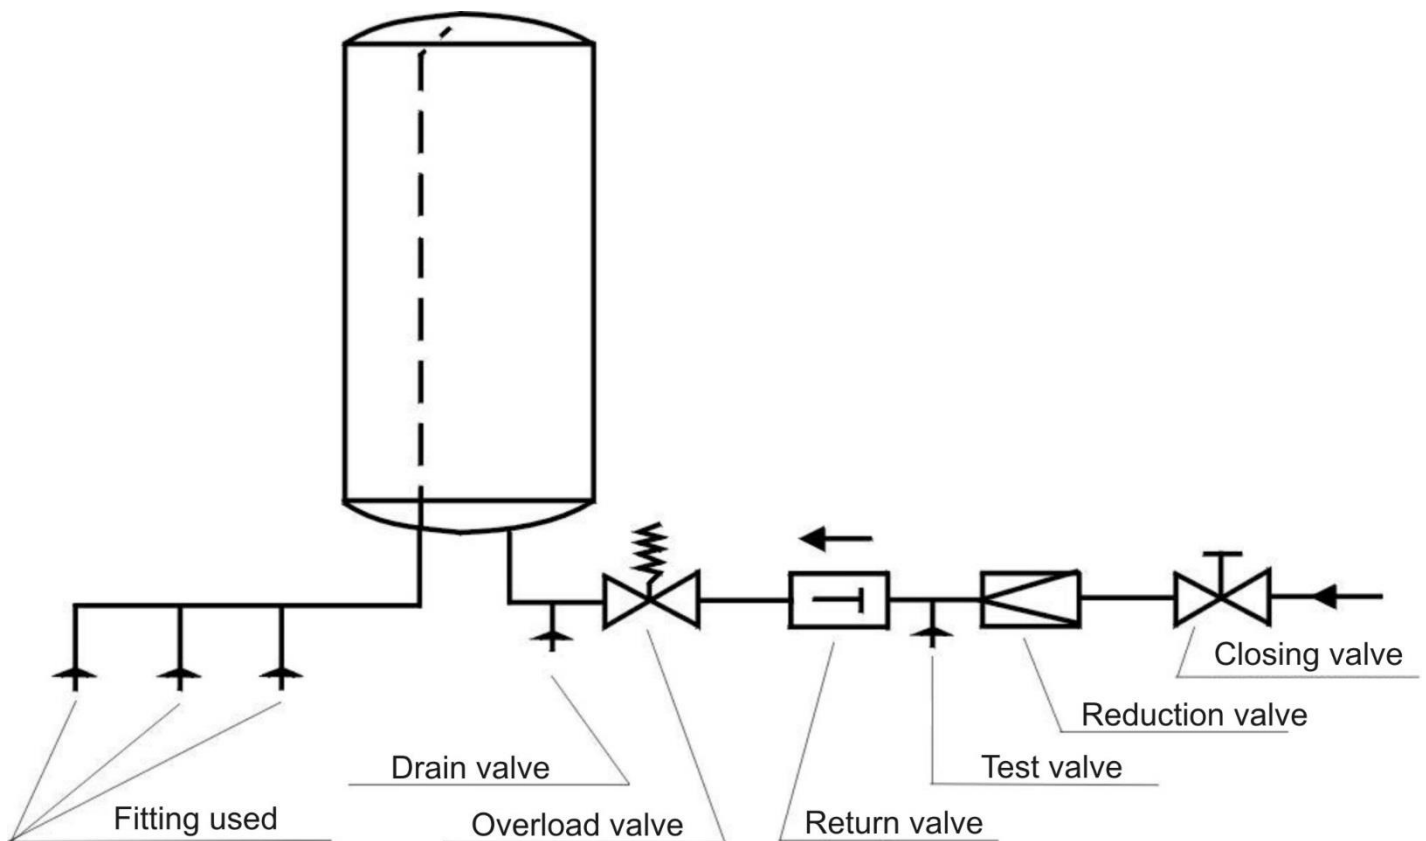 Closing valve
Reduction valve
Drain valve
Test valve
Fitting used
Overload valve
Return valve